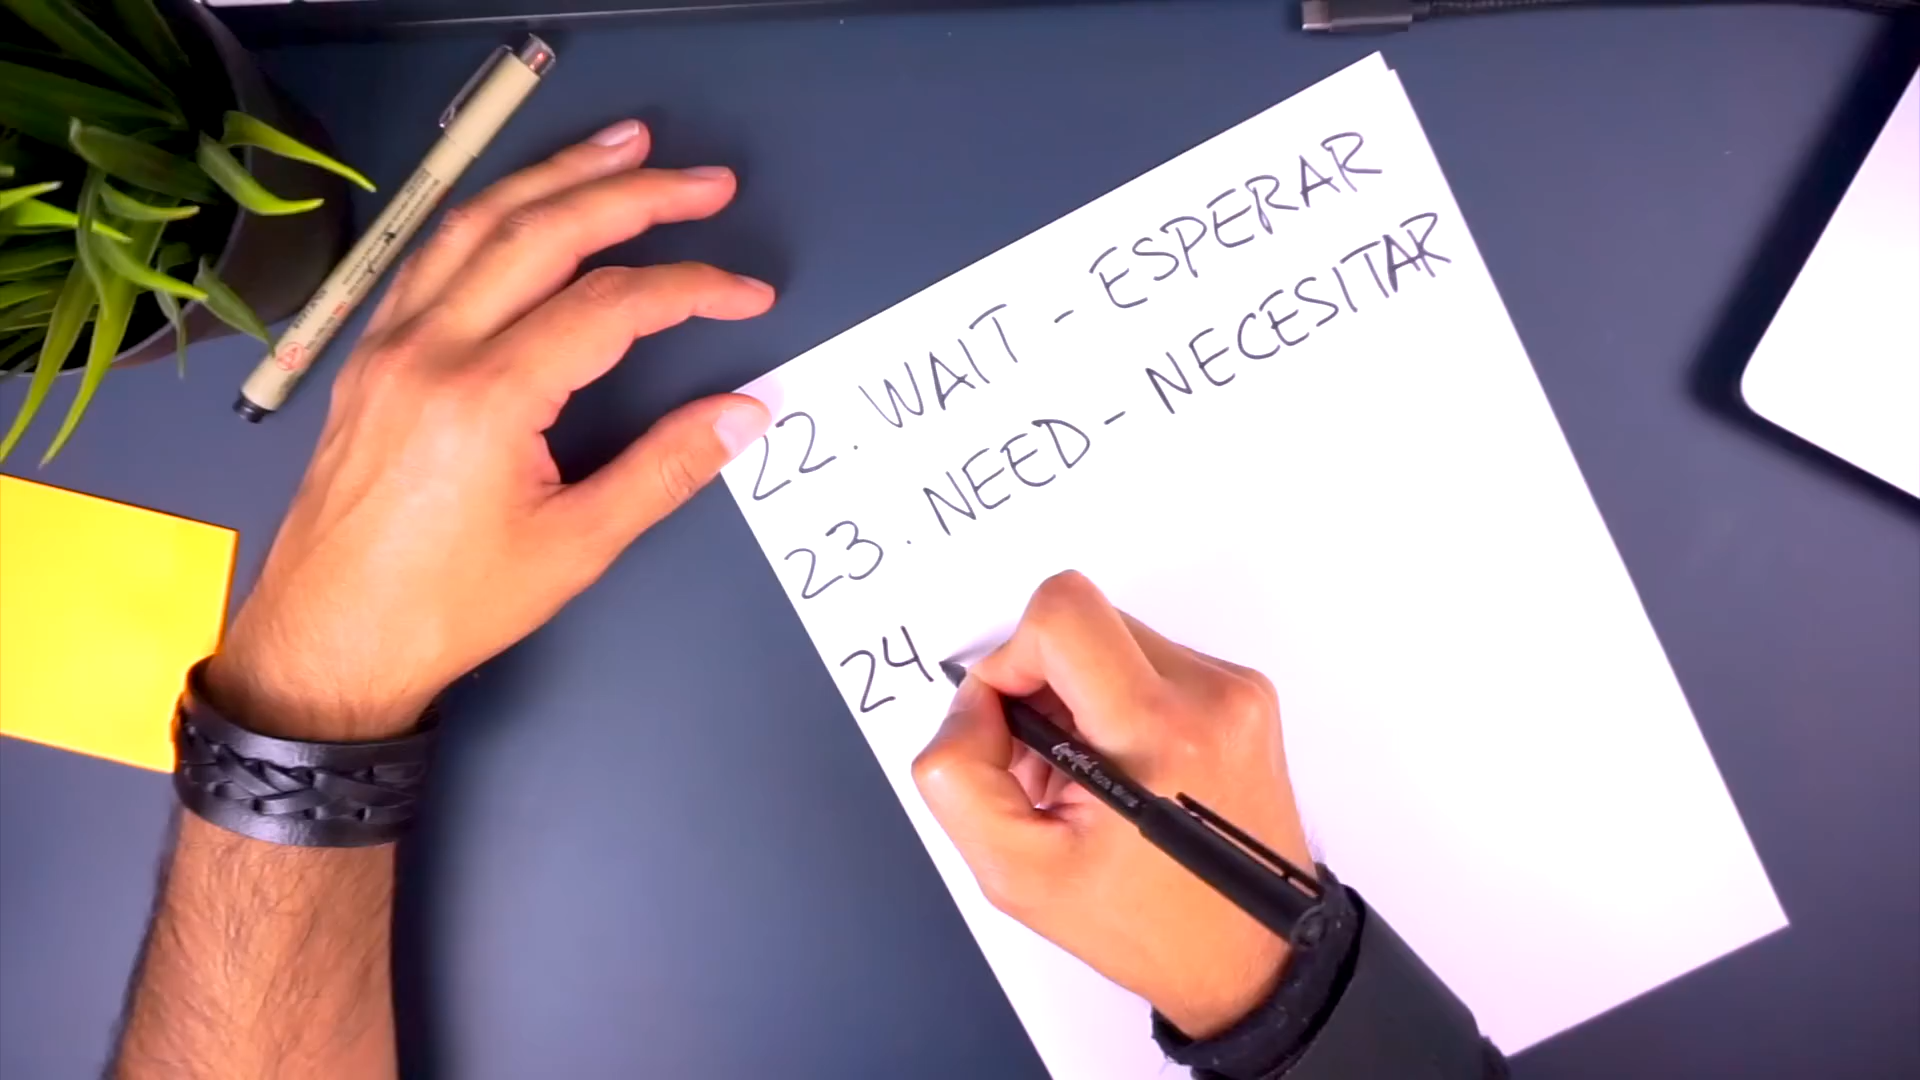 22. WAIT - ESPERAR
23. NEED - NECESITAR
24